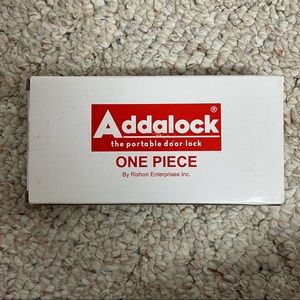 Addalock®
the portable door lock
ONE PIECE
By Rishon Enterprises Inc.